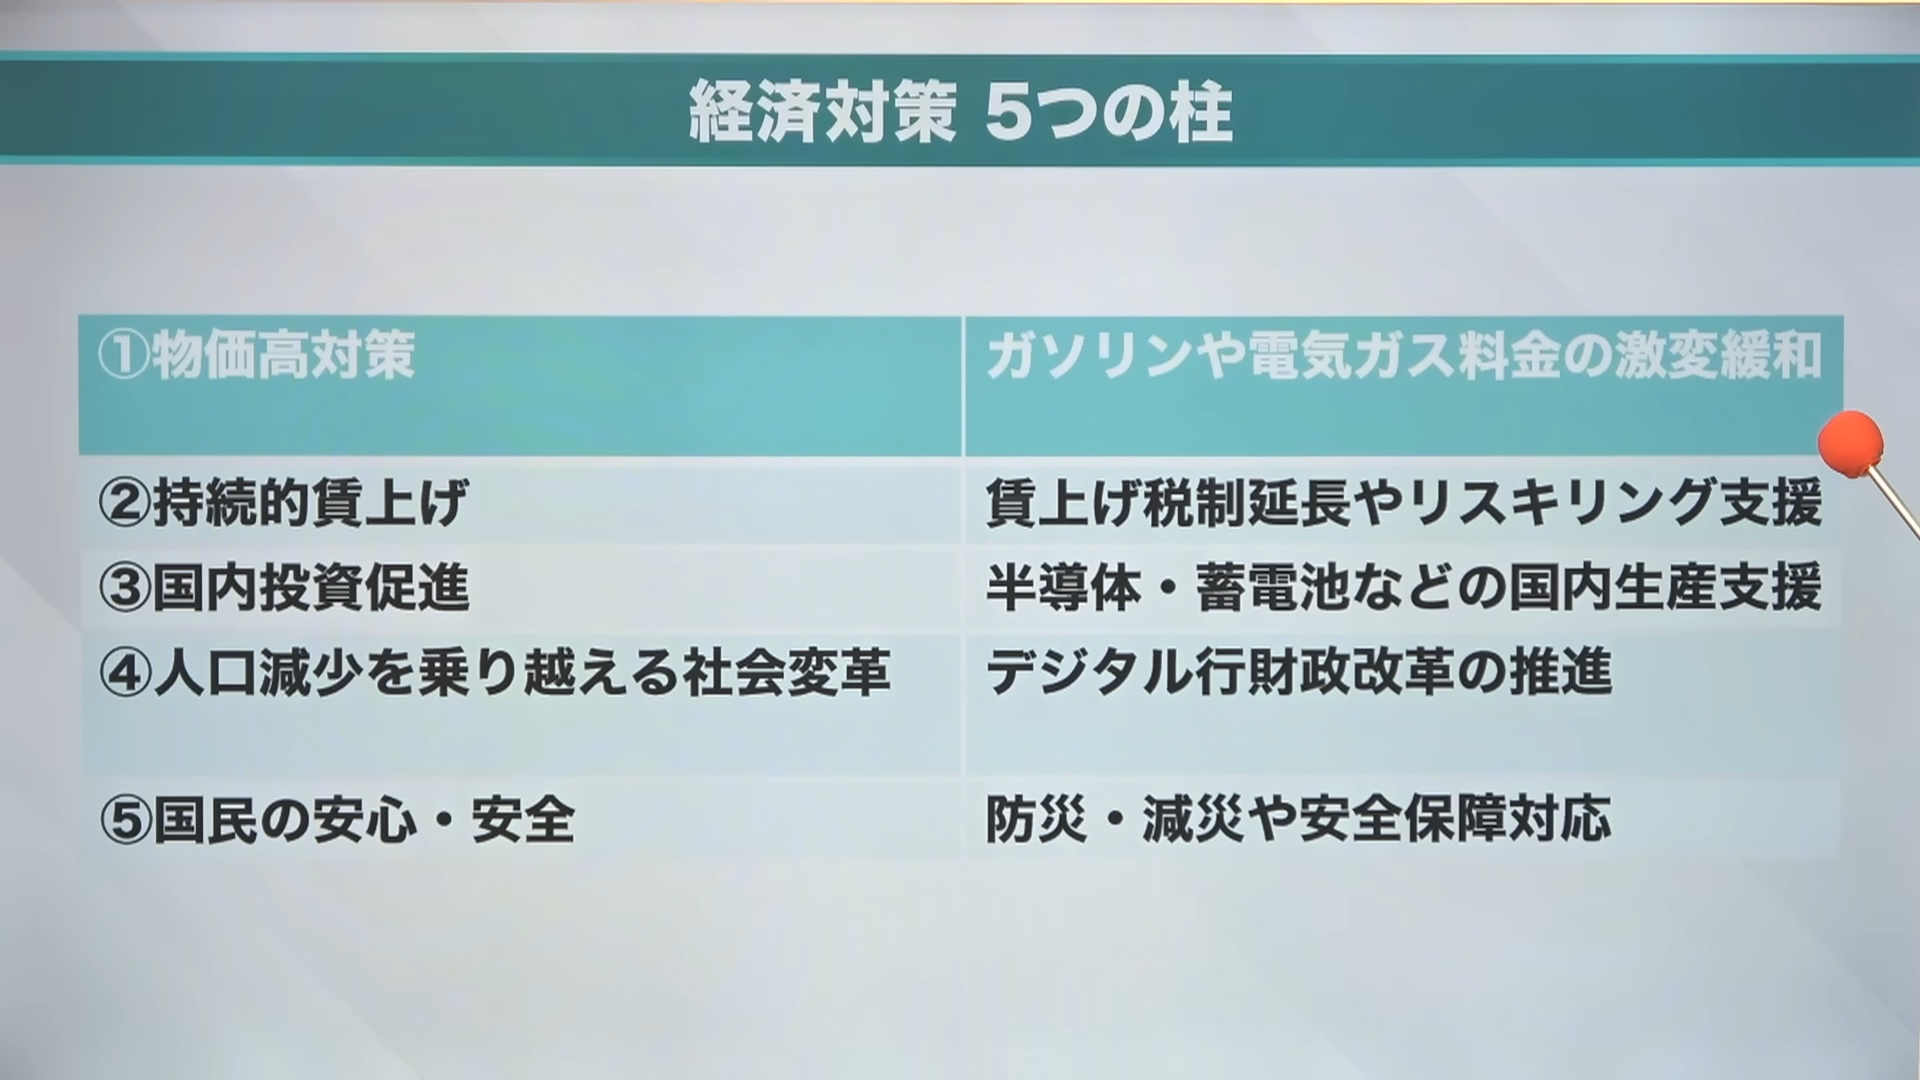 経済対策 5つの柱
①物価高対策 ガソリンや電気ガス料金の激変緩和
②持続的賃上げ 賃上げ税制延長やリスキリング支援
③国内投資促進 半導体・蓄電池などの国内生産支援
④人口減少を乗り越える社会変革 デジタル行財政改革の推進
⑤国民の安心・安全 防災・減災や安全保障対応